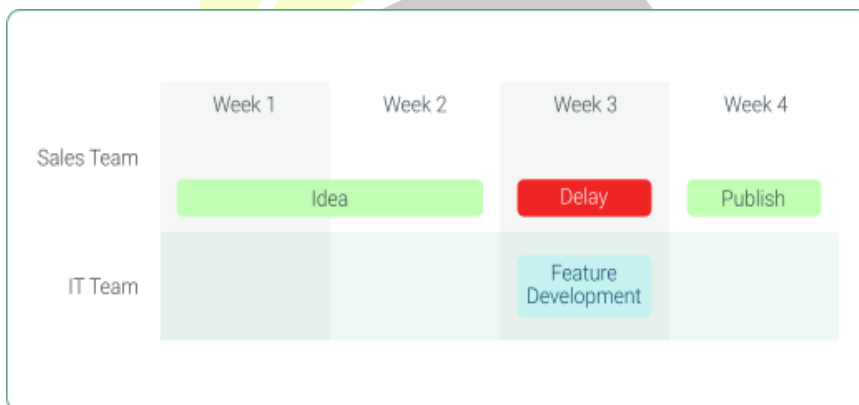 Week 1 Week 2 Week 3 Week 4
Sales Team
Idea Delay Publish
IT Team
Feature
Development